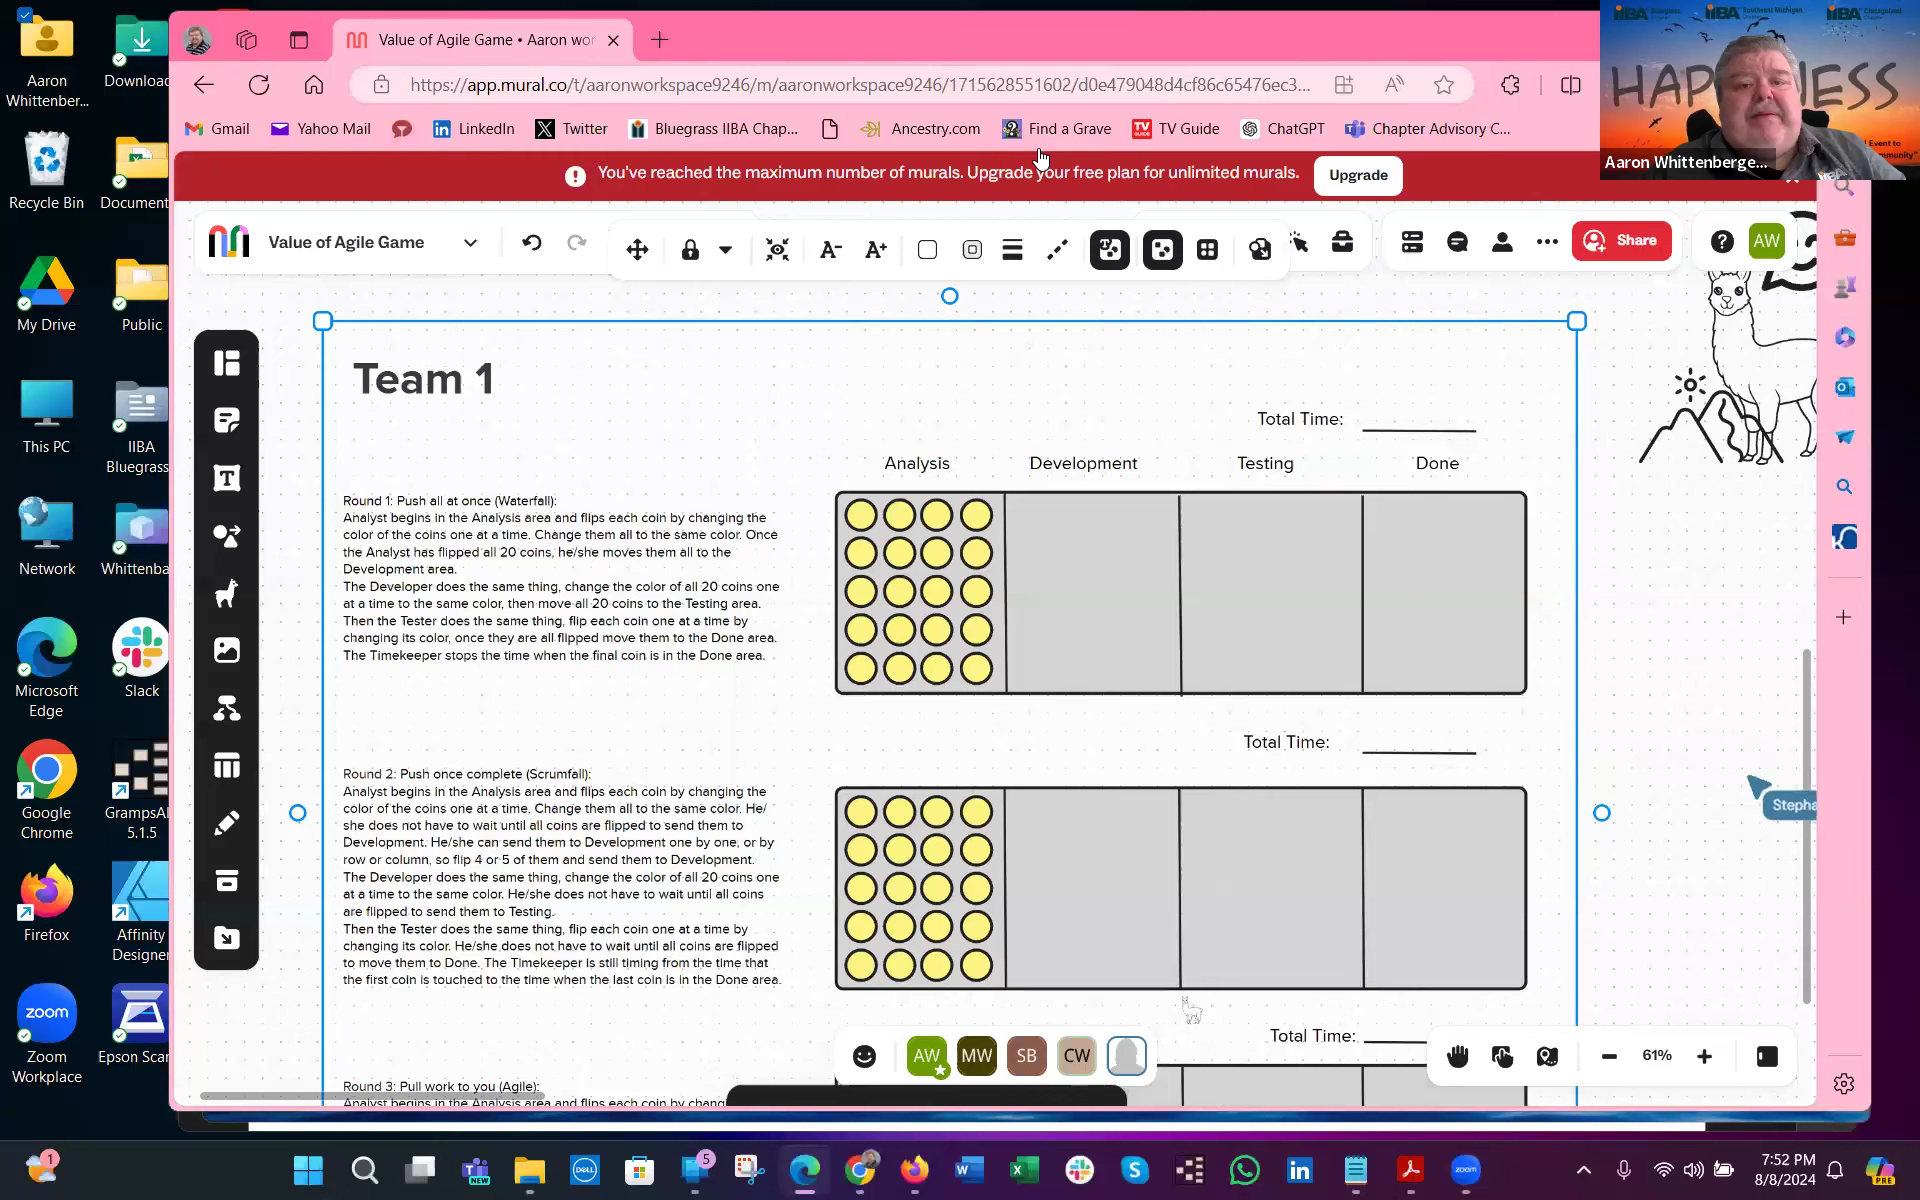 Value of Agile Game • Aaron wor
https://app.mural.co/t/aaronworkspace9246/m/aaronworkspace9246/1715628551602/d0e479048d4cf86c65476ec3...
Gmail
Yahoo Mail
LinkedIn
Twitter
Bluegrass IIBA Chap...
Ancestry.com
Find a Grave
TV Guide
ChatGPT
Chapter Advisory C...
You've reached the maximum number of murals. Upgrade your free plan for unlimited murals.
Upgrade
Aaron Whittenberge...
Value of Agile Game
Share
AW
Team 1
Total Time:
Analysis
Development
Testing
Done
Round 1: Push all at once (Waterfall):
Analyst begins in the Analysis area and flips each coin by changing the
color of the coins one at a time. Change them all to the same color. Once
the Analyst has flipped all 20 coins, he/she moves them all to the
Development area.
The Developer does the same thing, change the color of all 20 coins one
at a time to the same color, then move all 20 coins to the Testing area.
Then the Tester does the same thing, flip each coin one at a time by
changing its color, once they are all flipped move them to the Done area.
The Timekeeper stops the time when the final coin is in the Done area.
Total Time:
Round 2: Push once complete (Scrumfall):
Analyst begins in the Analysis area and flips each coin by changing the
color of the coins one at a time. Change them all to the same color. He/
she does not have to wait until all coins are flipped to send them to
Development. He/she can send them to Development one by one, or by
row or column, so flip 4 or 5 of them and send them to Development.
The Developer does the same thing, change the color of all 20 coins one
at a time to the same color. He/she does not have to wait until all coins
are flipped to send them to Testing.
Then the Tester does the same thing, flip each coin one at a time by
changing its color. He/she does not have to wait until all coins are flipped
to move them to Done. The Timekeeper is still timing from the time that
the first coin is touched to the time when the last coin is in the Done area.
Stepha
Total Time:
AW
MW
SB
CW
61%
Round 3: Pull work to you (Agile):
Analyst begins in the Analysis area and flips each coin by chang
Aaron
Whittenber...
Download
Recycle Bin
Document
My Drive
Public
This PC
IIBA
Bluegrass
Network
Whittenba
Microsoft
Edge
Slack
Google
Chrome
GrampsAI
5.1.5
Firefox
Affinity
Designer
zoom
Zoom
Workplace
Epson Scan
1
NEW
DELL
5
zoom
7:52 PM
8/8/2024
PRE